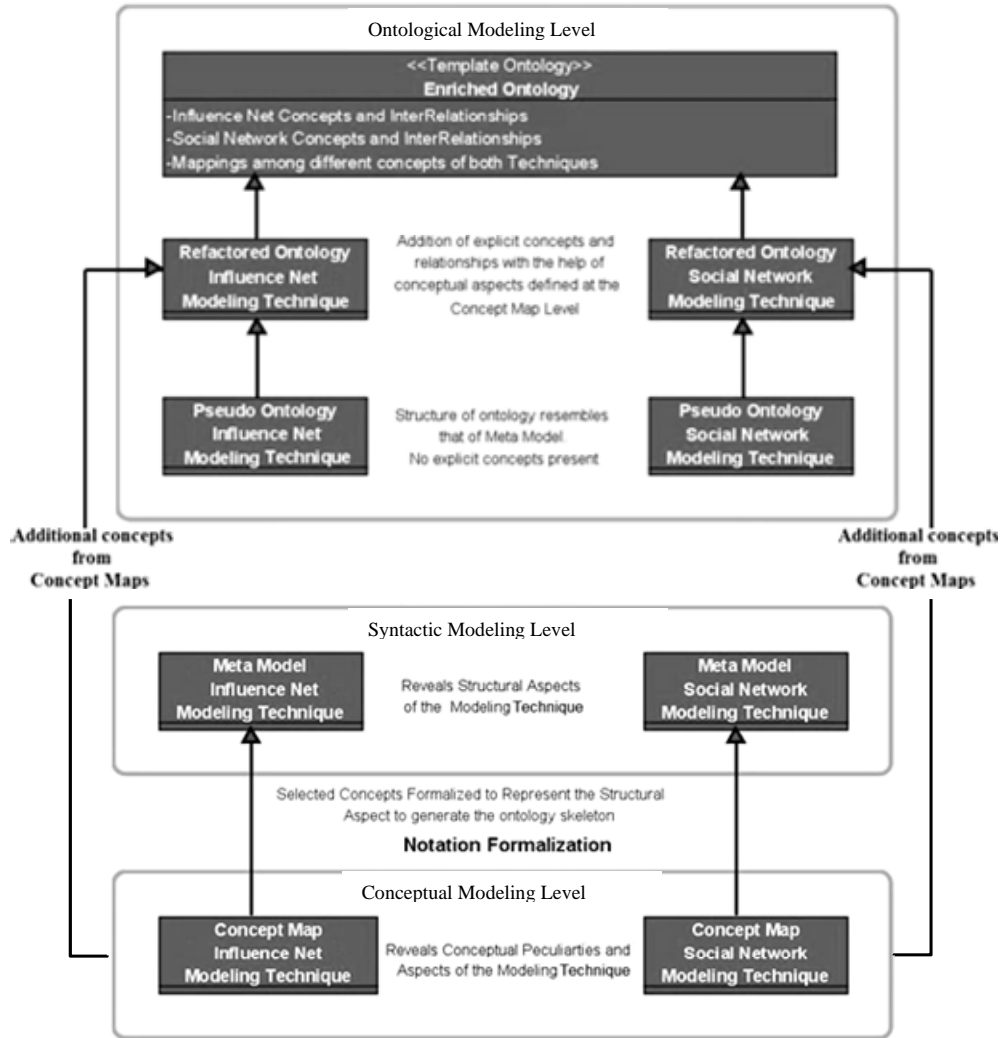 Ontological Modeling Level
<<Template Ontology>>
Enriched Ontology
-Influence Net Concepts and InterRelationships
-Social Network Concepts and InterRelationships
-Mappings among different concepts of both Techniques
Refactored Ontology
Influence Net
Modeling Technique
Addition of explicit concepts and
relationships with the help of
conceptual aspects defined at the
Concept Map Level
Refactored Ontology
Social Network
Modeling Technique
Pseudo Ontology
Influence Net
Modeling Technique
Structure of ontology resembles
that of Meta Model.
No explicit concepts present
Pseudo Ontology
Social Network
Modeling Technique
Additional concepts
from
Concept Maps
Additional concepts
from
Concept Maps
Syntactic Modeling Level
Meta Model
Influence Net
Modeling Technique
Reveals Structural Aspects
of the Modeling Technique
Meta Model
Social Network
Modeling Technique
Selected Concepts Formalized to Represent the Structural
Aspect to generate the ontology skeleton
Notation Formalization
Conceptual Modeling Level
Concept Map
Influence Net
Modeling Technique
Reveals Conceptual Peculiarties and
Aspects of the Modeling Technique
Concept Map
Social Network
Modeling Technique